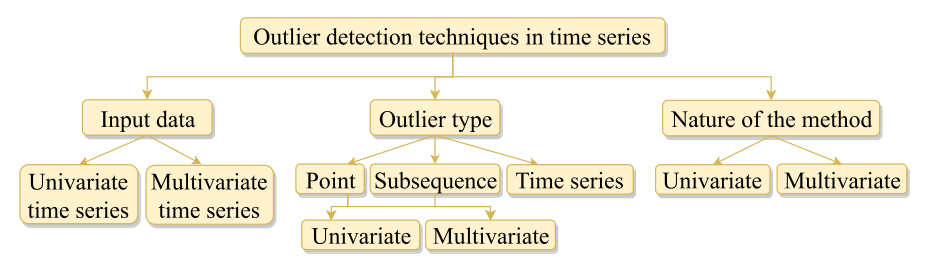 Outlier detection techniques in time series
Input data
Outlier type
Nature of the method
Univariate
time series
Multivariate
time series
Point
Subsequence
Time series
Univariate
Multivariate
Univariate
Multivariate